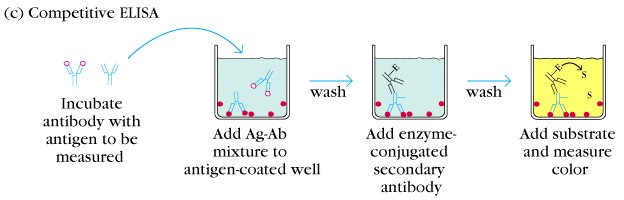 (c) Competitive ELISA
Incubate
antibody with
antigen to be
measured
Add Ag-Ab
mixture to
antigen-coated well
wash
E
Add enzyme-
conjugated
secondary
antibody
wash
E
S
S
Add substrate
and measure
color